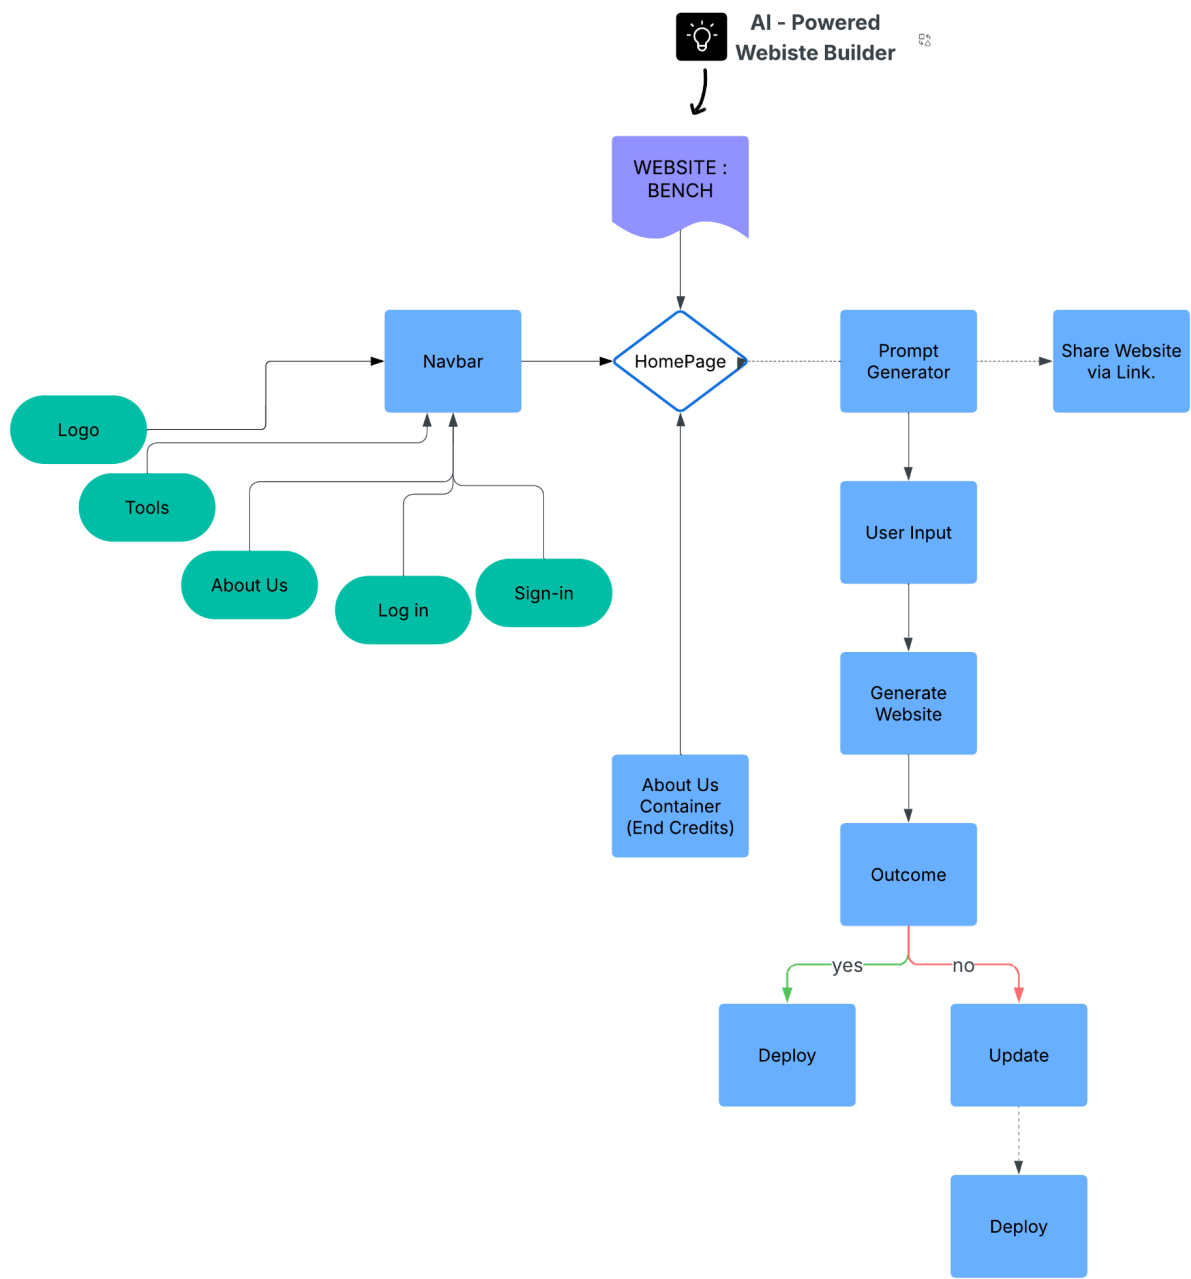 AI - Powered
Webiste Builder
WEBSITE :
BENCH
Navbar
HomePage
Prompt
Generator
Share Website
via Link.
Logo
Tools
About Us
Log in
Sign-in
User Input
Generate
Website
About Us
Container
(End Credits)
Outcome
yes
no
Deploy
Update
Deploy